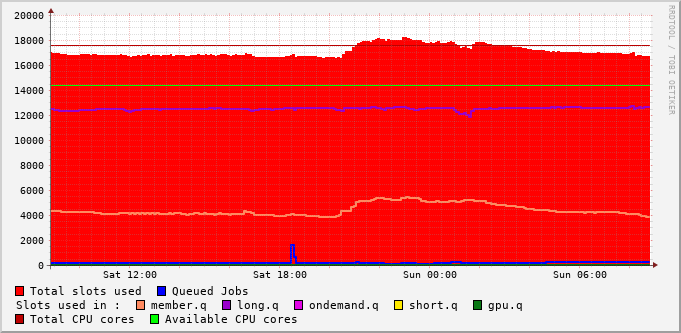 20000
18000
16000
14000
12000
10000
8000
6000
4000
2000
0
Sat 12:00 Sat 18:00 Sun 00:00 Sun 06:00
Total slots used Queued Jobs
Slots used in : member.q long.q ondemand.q short.q gpu.q
Total CPU cores Available CPU cores
RRDTOOL / TOBI OETIKER